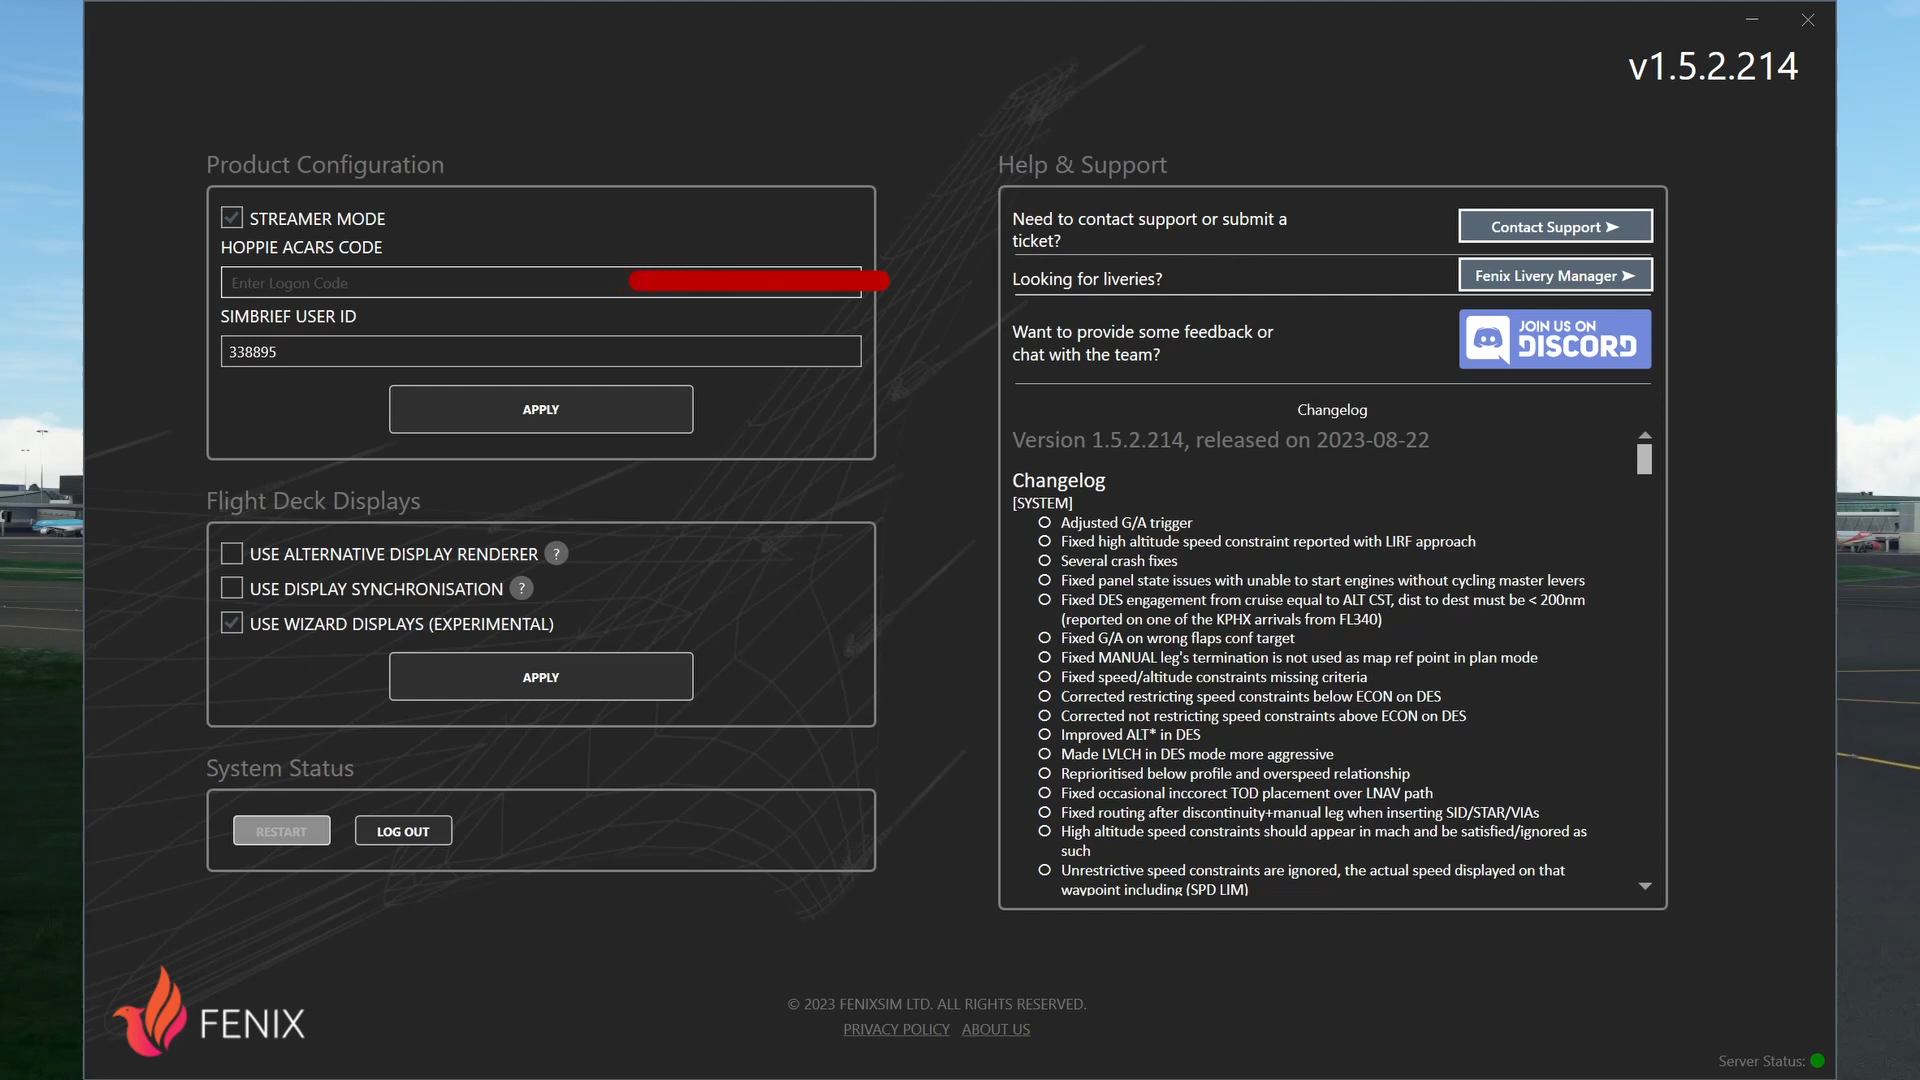 v1.5.2.214
Product Configuration
STREAMER MODE
HOPPIE ACARS CODE
Enter Logon Code
SIMBRIEF USER ID
338895
APPLY
Flight Deck Displays
USE ALTERNATIVE DISPLAY RENDERER ?
USE DISPLAY SYNCHRONISATION ?
USE WIZARD DISPLAYS (EXPERIMENTAL)
APPLY
System Status
RESTART
LOG OUT
Help & Support
Need to contact support or submit a
ticket?
Contact Support ➤
Looking for liveries?
Fenix Livery Manager ➤
Want to provide some feedback or
chat with the team?
JOIN US ON
DISCORD
Changelog
Version 1.5.2.214, released on 2023-08-22
Changelog
[SYSTEM]
Adjusted G/A trigger
Fixed high altitude speed constraint reported with LIRF approach
Several crash fixes
Fixed panel state issues with unable to start engines without cycling master levers
Fixed DES engagement from cruise equal to ALT CST, dist to dest must be < 200nm
(reported on one of the KPHX arrivals from FL340)
Fixed G/A on wrong flaps conf target
Fixed MANUAL leg's termination is not used as map ref point in plan mode
Fixed speed/altitude constraints missing criteria
Corrected restricting speed constraints below ECON on DES
Corrected not restricting speed constraints above ECON on DES
Improved ALT* in DES
Made LVLCH in DES mode more aggressive
Reprioritised below profile and overspeed relationship
Fixed occasional inccorect TOD placement over LNAV path
Fixed routing after discontinuity+manual leg when inserting SID/STAR/VIAs
High altitude speed constraints should appear in mach and be satisfied/ignored as
such
Unrestrictive speed constraints are ignored, the actual speed displayed on that
waypoint including (SPD LIM)
FENIX
© 2023 FENIXSIM LTD. ALL RIGHTS RESERVED.
PRIVACY POLICY ABOUT US
Server Status: